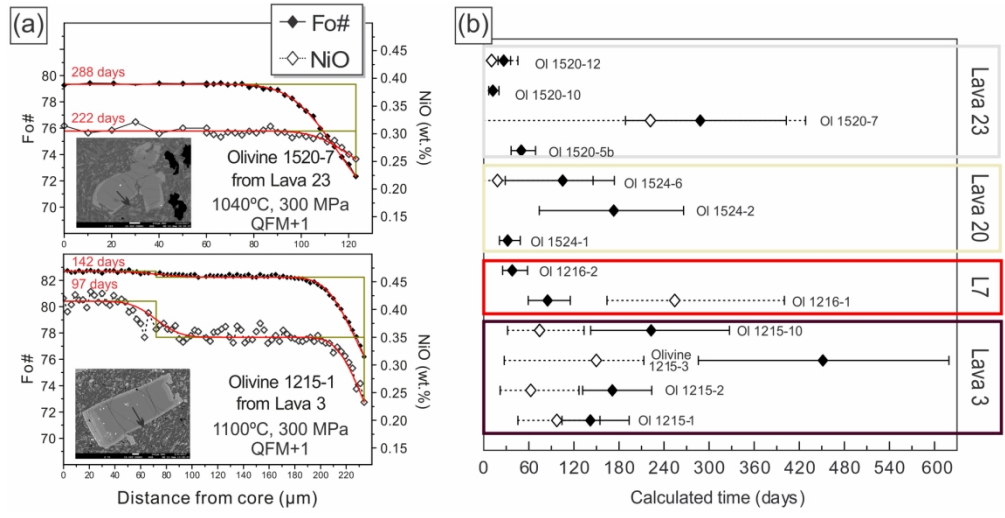 (a)
Fo#
NiO
288 days
222 days
Olivine 1520-7
from Lava 23
1040ºC, 300 MPa
QFM+1
Fo#
80
78
76
74
72
70
68
0.45
0.40
0.35
0.30
0.25
0.20
0.15
NiO (wt.%)
0 20 40 60 80 100 120
142 days
97 days
Olivine 1215-1
from Lava 3
1100ºC, 300 MPa
QFM+1
Fo#
82
80
78
76
74
72
70
0.45
0.40
0.35
0.30
0.25
0.20
0.15
NiO (wt.%)
0 20 40 60 80 100 120 140 160 180 200 220
Distance from core (µm)
(b)
Ol 1520-12
Ol 1520-10
Ol 1520-7
Ol 1520-5b
Lava 23
Ol 1524-6
Ol 1524-2
Ol 1524-1
Lava 20
Ol 1216-2
Ol 1216-1
L7
Ol 1215-10
Olivine
1215-3
Ol 1215-2
Ol 1215-1
Lava 3
0 60 120 180 240 300 360 420 480 540 600
Calculated time (days)